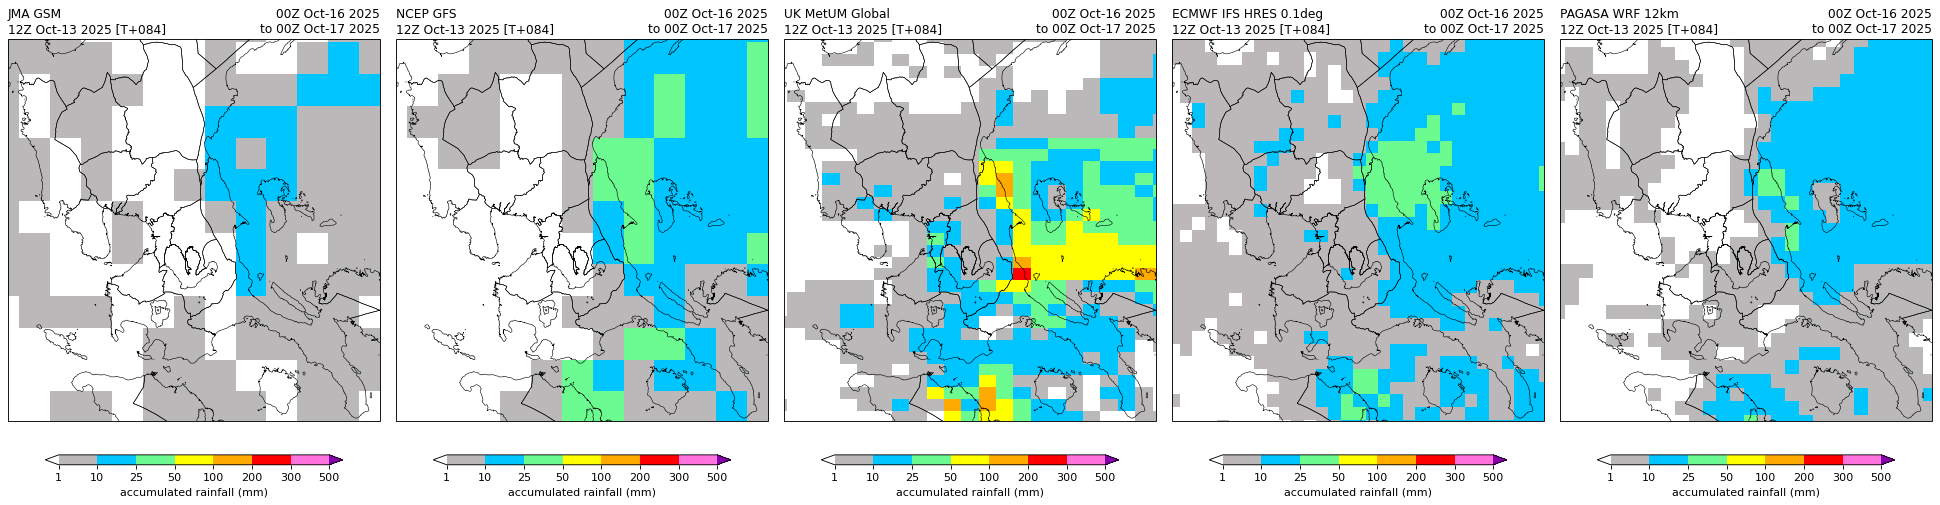 JMA GSM 00Z Oct-16 2025
12Z Oct-13 2025 [T+084] to 00Z Oct-17 2025
1 10 25 50 100 200 300 500
accumulated rainfall (mm)
NCEP GFS 00Z Oct-16 2025
12Z Oct-13 2025 [T+084] to 00Z Oct-17 2025
1 10 25 50 100 200 300 500
accumulated rainfall (mm)
UK MetUM Global 00Z Oct-16 2025
12Z Oct-13 2025 [T+084] to 00Z Oct-17 2025
1 10 25 50 100 200 300 500
accumulated rainfall (mm)
ECMWF IFS HRES 0.1deg 00Z Oct-16 2025
12Z Oct-13 2025 [T+084] to 00Z Oct-17 2025
1 10 25 50 100 200 300 500
accumulated rainfall (mm)
PAGASA WRF 12km 00Z Oct-16 2025
12Z Oct-13 2025 [T+084] to 00Z Oct-17 2025
1 10 25 50 100 200 300 500
accumulated rainfall (mm)